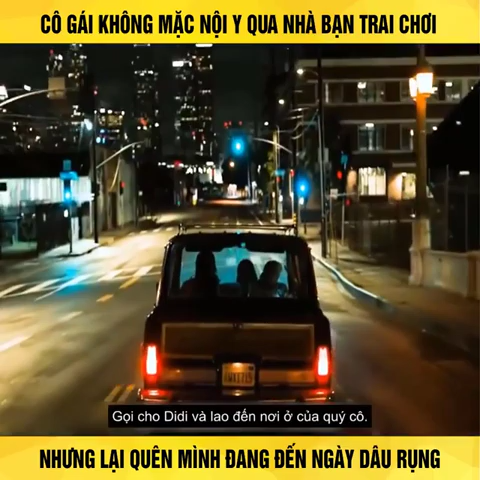 CÔ GÁI KHÔNG MẶC NỘI Y QUA NHÀ BẠN TRAI CHƠI
Gọi cho Didi và lao đến nơi ở của quý cô.
NHƯNG LẠI QUÊN MÌNH ĐANG ĐẾN NGÀY DÂU RỤNG